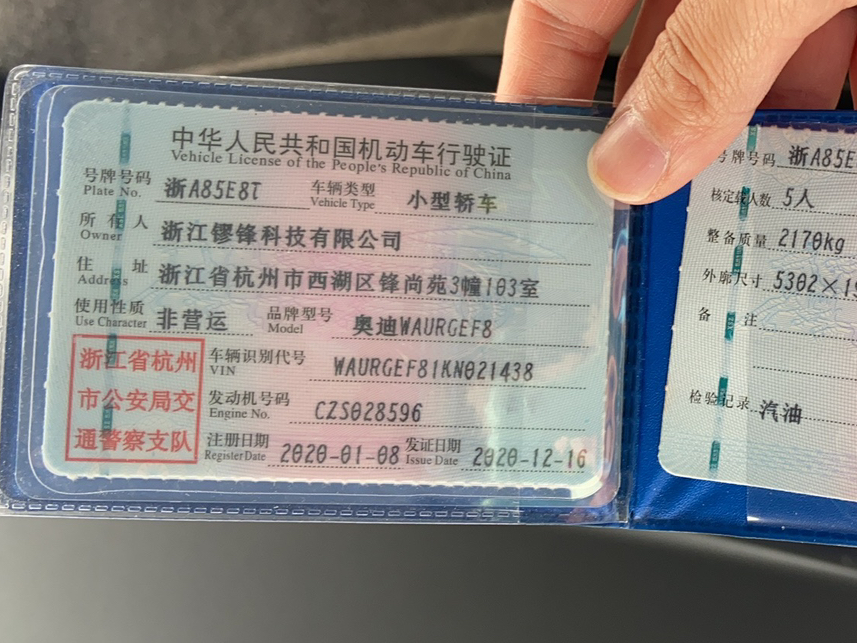 中华人民共和国机动车行驶证
Vehicle License of the People's Republic of China
号牌号码 浙A85E8T 车辆类型 小型轿车
Plate No. Vehicle Type
所有人 浙江镠锋科技有限公司
Owner
住址 浙江省杭州市西湖区锋尚苑3幢103室
Address
使用性质 非营运 品牌型号 奥迪WAURGEF8
Use Character Model
浙江省杭州
市公安局交
通警察支队
车辆识别代号 WAURGEF81KN021438
VIN
发动机号码 CZS028596
Engine No.
注册日期 2020-01-08 发证日期 2020-12-16
Register Date Issue Date
号牌号码 浙A85E
核定载人数 5人
整备质量 2170kg
外廓尺寸 5302×19
备注
检验记录 汽油